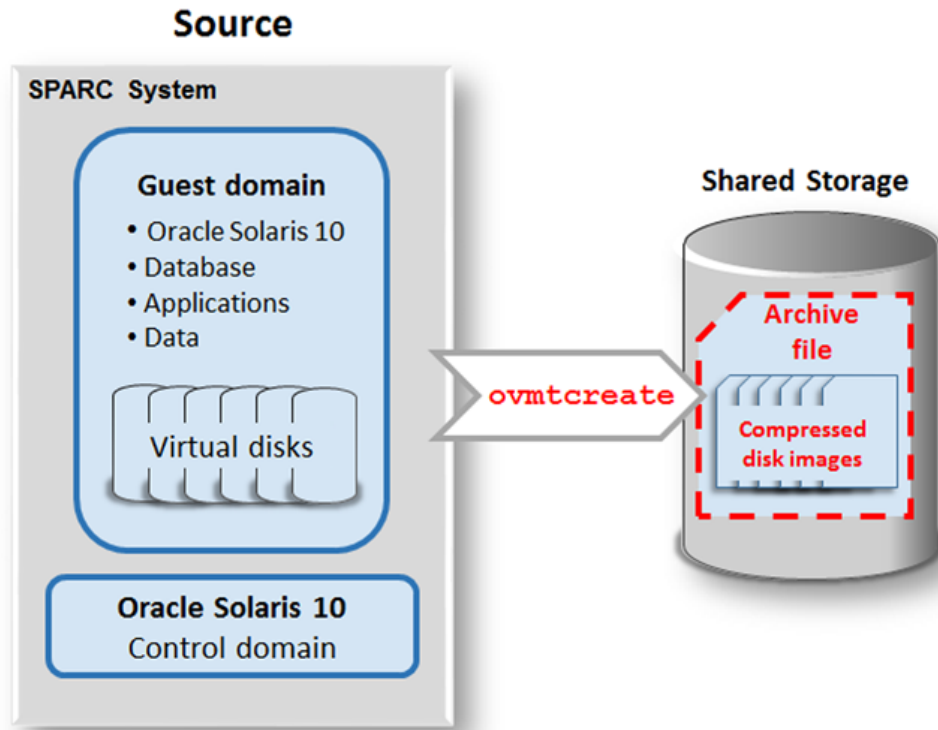 Source
SPARC System
Guest domain
• Oracle Solaris 10
• Database
• Applications
• Data
Virtual disks
Oracle Solaris 10
Control domain
ovmtcreate
Shared Storage
Archive
file
Compressed
disk images